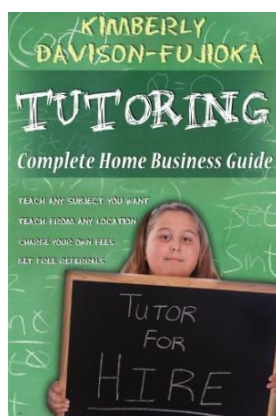 KIMBERLY
DAVISON-FUJIOKA
TUTORING
Complete Home Business Guide
TEACH ANY SUBJECT YOU WANT
TEACH FROM ANY LOCATION
CHARGE YOUR OWN FEES
GET FREE REFERRALS
TUTOR
FOR
HIRE